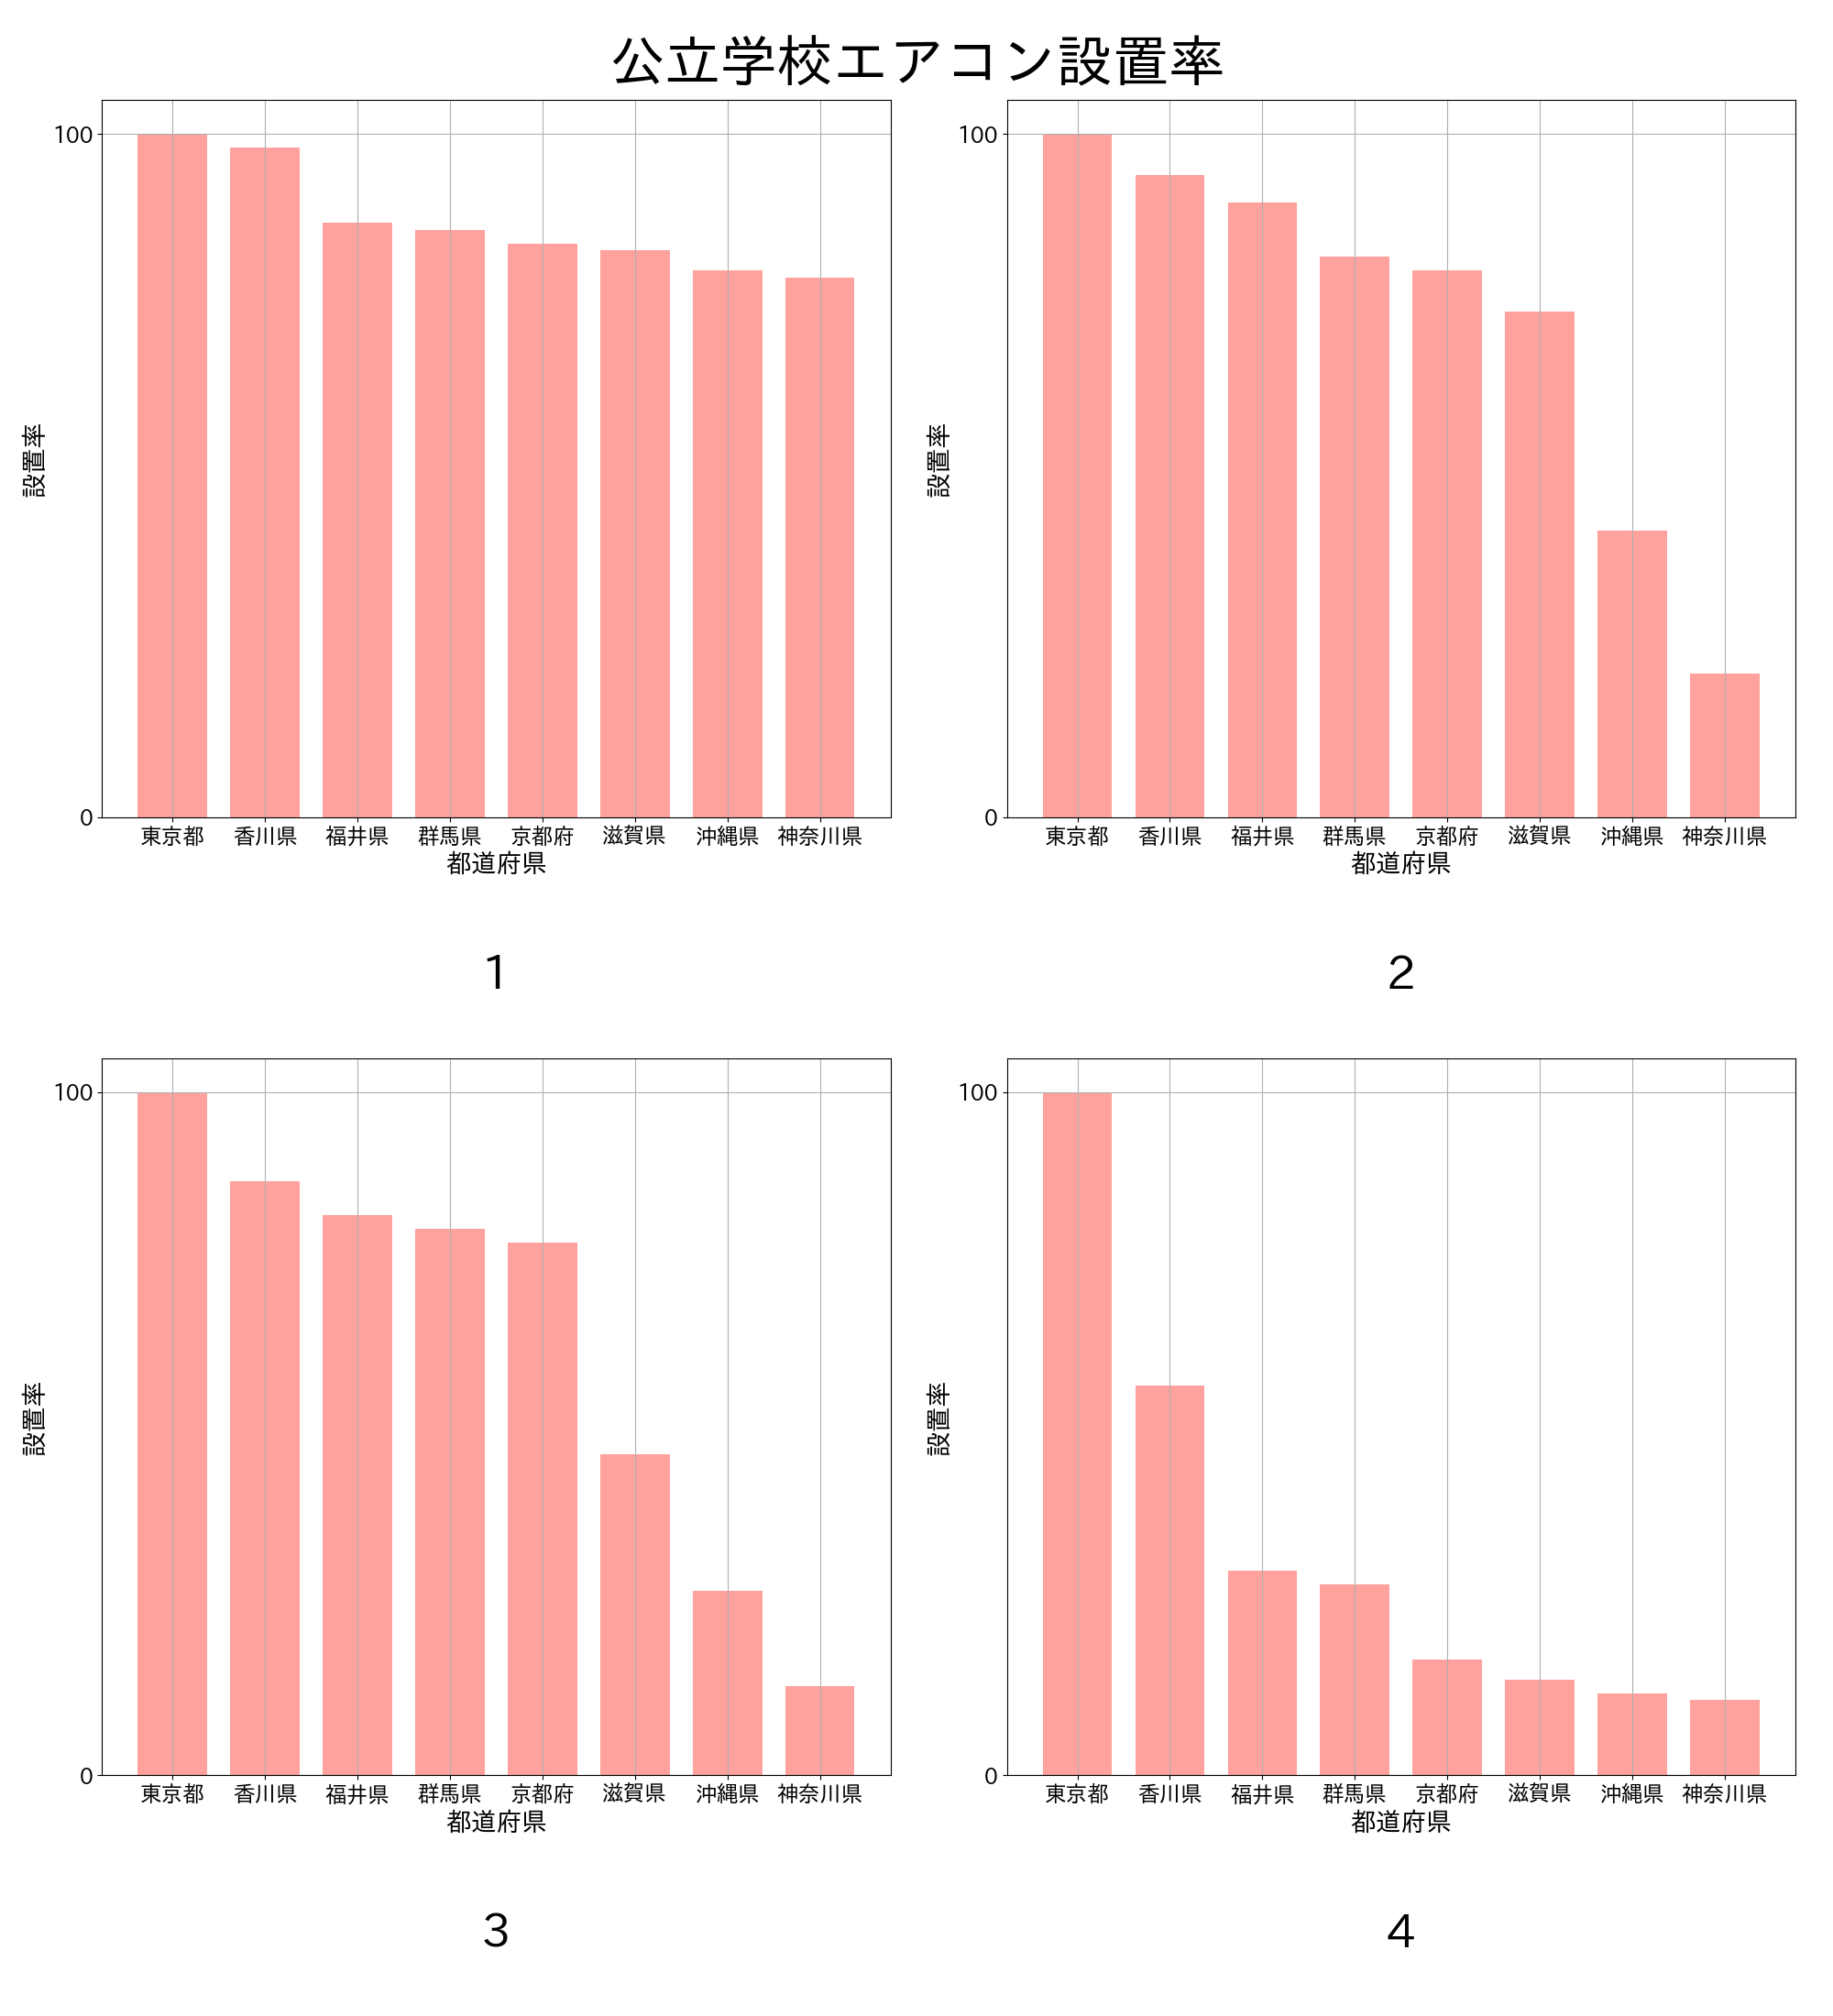 公立学校エアコン設置率
100
設置率
0
東京都 香川県 福井県 群馬県 京都府 滋賀県 沖縄県 神奈川県
都道府県
1
100
設置率
0
東京都 香川県 福井県 群馬県 京都府 滋賀県 沖縄県 神奈川県
都道府県
2
100
設置率
0
東京都 香川県 福井県 群馬県 京都府 滋賀県 沖縄県 神奈川県
都道府県
3
100
設置率
0
東京都 香川県 福井県 群馬県 京都府 滋賀県 沖縄県 神奈川県
都道府県
4